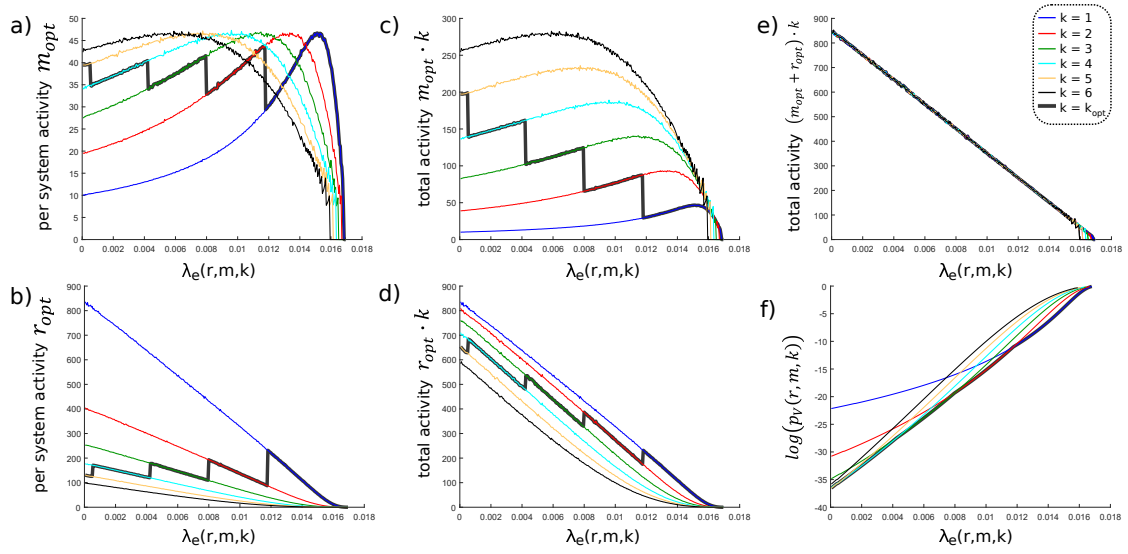 a)
per system activity m_opt
50
45
40
35
30
25
20
15
10
5
0
0 0.002 0.004 0.006 0.008 0.01 0.012 0.014 0.016 0.018
λe(r,m,k)
c)
total activity m_opt · k
300
250
200
150
100
50
0
0 0.002 0.004 0.006 0.008 0.01 0.012 0.014 0.016 0.018
λe(r,m,k)
e)
total activity (m_opt + r_opt) · k
900
800
700
600
500
400
300
200
100
0
0 0.002 0.004 0.006 0.008 0.01 0.012 0.014 0.016 0.018
λe(r,m,k)
k = 1
k = 2
k = 3
k = 4
k = 5
k = 6
k = k_opt
b)
per system activity r_opt
900
800
700
600
500
400
300
200
100
0
0 0.002 0.004 0.006 0.008 0.01 0.012 0.014 0.016 0.018
λe(r,m,k)
d)
total activity r_opt · k
900
800
700
600
500
400
300
200
100
0
0 0.002 0.004 0.006 0.008 0.01 0.012 0.014 0.016 0.018
λe(r,m,k)
f)
log(p_V(r, m, k))
0
-5
-10
-15
-20
-25
-30
-35
-40
0 0.002 0.004 0.006 0.008 0.01 0.012 0.014 0.016 0.018
λe(r,m,k)